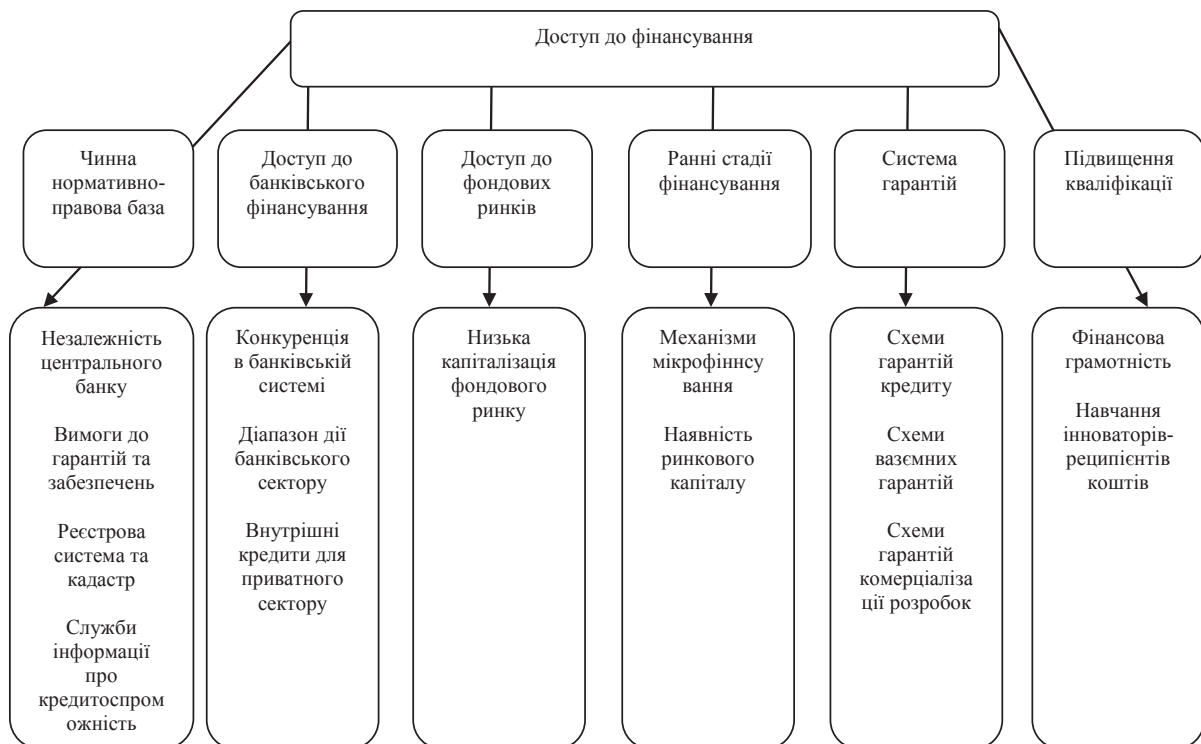 Доступ до фінансування
Чинна
нормативно-
правова база
Доступ до
банківського
фінансування
Доступ до
фондових
ринків
Ранні стадії
фінансування
Система
гарантій
Підвищення
кваліфікації
Незалежність
центрального
банку
Вимоги до
гарантій та
забезпечень
Реєстрова
система та
кадастр
Служби
інформації
про
кредитоспром
ожність
Конкуренція
в банківській
системі
Діапазон дії
банківського
сектору
Внутрішні
кредити для
приватного
сектору
Низька
капіталізація
фондового
ринку
Механізми
мікрофіннсу
вання
Наявність
ринкового
капіталу
Схеми
гарантій
кредиту
Схеми
ваземних
гарантій
Схеми
гарантій
комерціаліза
ції розробок
Фінансова
грамотність
Навчання
інноваторів-
реципієнтів
коштів